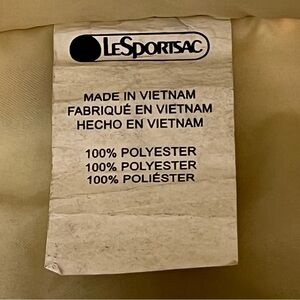 LeSportsac
MADE IN VIETNAM
FABRIQUÉ EN VIETNAM
HECHO EN VIETNAM
100% POLYESTER
100% POLYESTER
100% POLIÉSTER